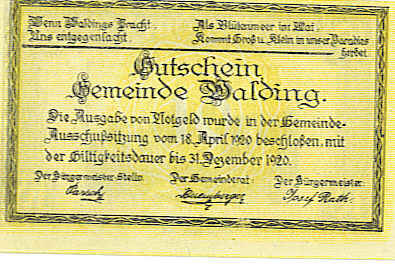 Wenn Waldings Pracht
Uns entgegenlacht
Als Blütenmeer im Mai,
Kommt Groß u. Klein in unser Paradies
herbei.
Gutschein
Gemeinde Walding.
Die Ausgabe von Notgeld wurde in der Gemeinde-
Ausschußsitzung vom 18. April 1920 beschloßen, mit
der Giltigkeitsdauer bis 31. Dezember 1920.
Der Bürgermeister-Stellv. Der Gemeinderat: Der Bürgermeister:
Josef Rath.